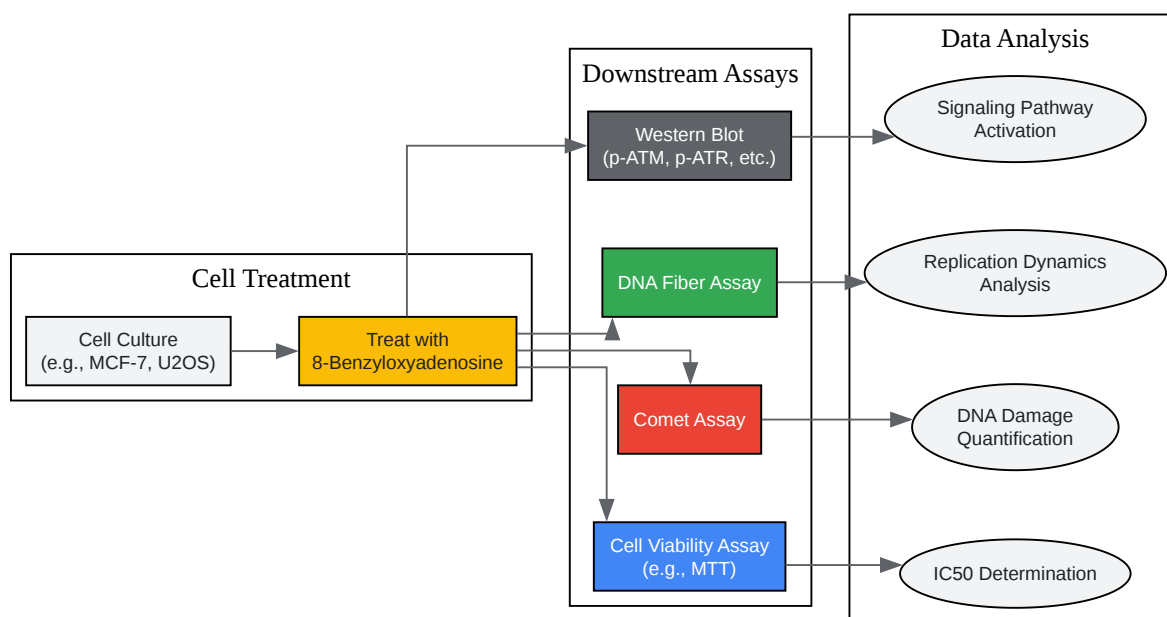 Cell Treatment
Cell Culture
(e.g., MCF-7, U2OS)
Treat with
8-Benzyloxyadenosine
Downstream Assays
Western Blot
(p-ATM, p-ATR, etc.)
DNA Fiber Assay
Comet Assay
Cell Viability Assay
(e.g., MTT)
Data Analysis
Signaling Pathway
Activation
Replication Dynamics
Analysis
DNA Damage
Quantification
IC50 Determination